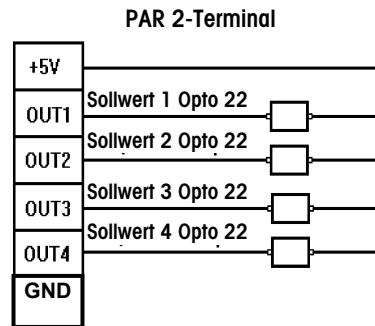 PAR 2-Terminal
+5V
OUT1 Sollwert 1 Opto 22
OUT2 Sollwert 2 Opto 22
OUT3 Sollwert 3 Opto 22
OUT4 Sollwert 4 Opto 22
GND